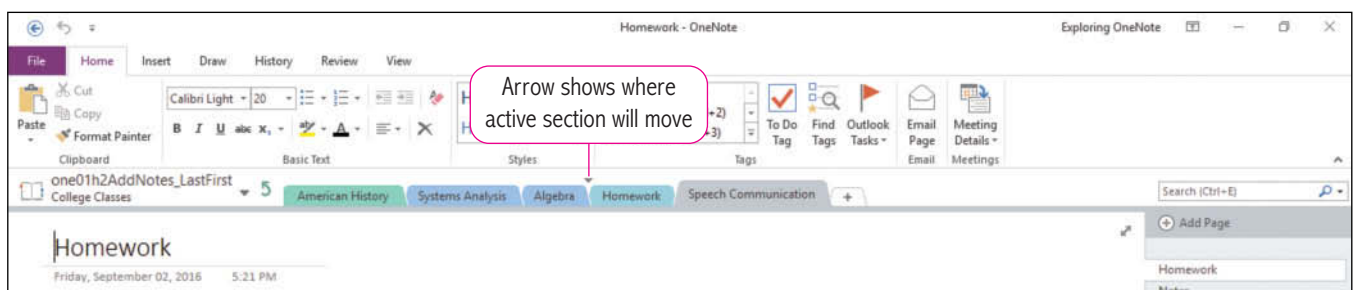 Homework - OneNote
Exploring OneNote
File Home Insert Draw History Review View
Cut
Copy
Format Painter
Paste
Clipboard
Calibri Light 20
B I U abc x,
A
Basic Text
Styles
Arrow shows where
active section will move
+2)
+3)
Tags
To Do
Tag
Find
Tags
Outlook
Tasks
Email
Page
Email
Meeting
Details
Meetings
one01h2AddNotes_LastFirst
College Classes
5
American History Systems Analysis Algebra Homework Speech Communication +
Search (Ctrl+E)
Add Page
Homework
Friday, September 02, 2016 5:21 PM
Homework
Notes